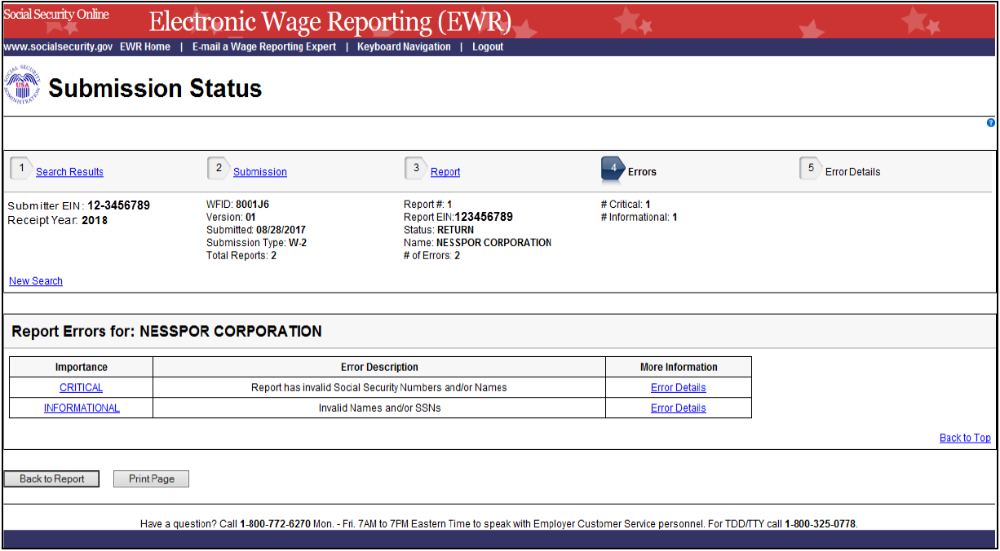 Social Security Online
Electronic Wage Reporting (EWR)
www.socialsecurity.gov EWR Home | E-mail a Wage Reporting Expert | Keyboard Navigation | Logout
SOCIAL SECURITY ADMINISTRATION
USA
Submission Status
?
1 Search Results
2 Submission
3 Report
4 Errors
5 Error Details
Submitter EIN: 12-3456789
Receipt Year: 2018
WFID: 8001J6
Version: 01
Submitted: 08/28/2017
Submission Type: W-2
Total Reports: 2
Report #: 1
Report EIN:123456789
Status: RETURN
Name: NESSPOR CORPORATION
# of Errors: 2
# Critical: 1
# Informational: 1
New Search
Report Errors for: NESSPOR CORPORATION
Importance Error Description More Information
CRITICAL Report has invalid Social Security Numbers and/or Names Error Details
INFORMATIONAL Invalid Names and/or SSNs Error Details
Back to Top
Back to Report Print Page
Have a question? Call 1-800-772-6270 Mon. - Fri. 7AM to 7PM Eastern Time to speak with Employer Customer Service personnel. For TDD/TTY call 1-800-325-0778.